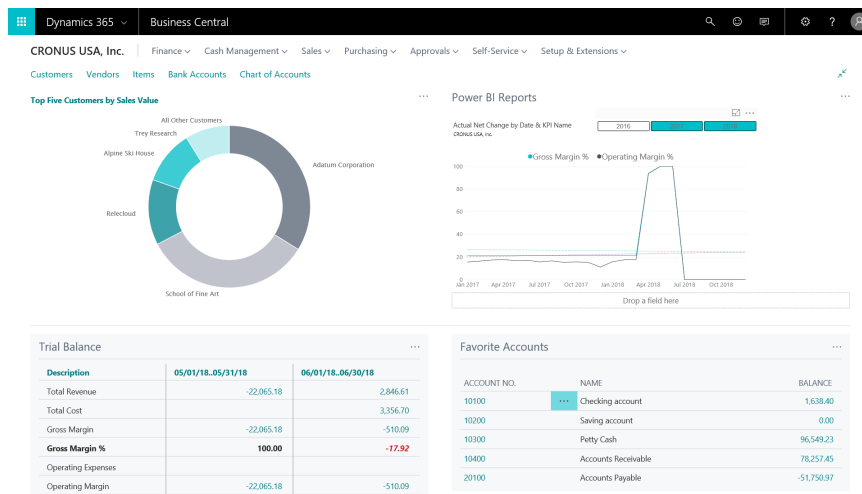 Dynamics 365 Business Central ?
CRONUS USA, Inc. Finance Cash Management Sales Purchasing Approvals Self-Service Setup & Extensions
Customers Vendors Items Bank Accounts Chart of Accounts
Top Five Customers by Sales Value ...
All Other Customers
Trey Research
Alpine Ski House
Adatum Corporation
Relecloud
School of Fine Art
Power BI Reports ...
...
Actual Net Change by Date & KPI Name 2016
CRONUS USA, Inc.
Gross Margin % Operating Margin %
100
80
60
40
20
0
Jan 2017 Apr 2017 Jul 2017 Oct 2017 Jan 2018 Apr 2018 Jul 2018 Oct 2018
Drop a field here
Trial Balance ...
Description 05/01/18..05/31/18 06/01/18..06/30/18
Total Revenue -22,065.18 2,846.61
Total Cost 3,356.70
Gross Margin -22,065.18 -510.09
Gross Margin % 100.00 -17.92
Operating Expenses
Operating Margin -22,065.18 -510.09
Favorite Accounts ...
ACCOUNT NO. NAME BALANCE
10100 ... Checking account 1,638.40
10200 Saving account 0.00
10300 Petty Cash 96,549.23
10400 Accounts Receivable 78,257.45
20100 Accounts Payable -51,750.97